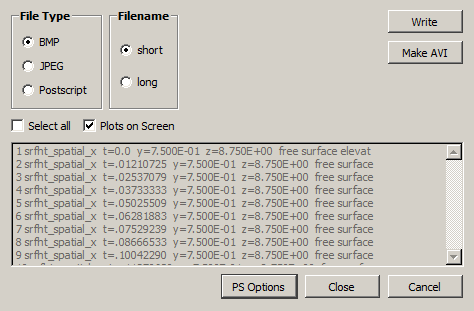 File Type
BMP
JPEG
Postscript
Filename
short
long
Write
Make AVI
Select all
Plots on Screen
1 srfht_spatial_x t=0.0 y=7.500E-01 z=8.750E+00 free surface elevat
2 srfht_spatial_x t=.01210725 y=7.500E-01 z=8.750E+00 free surface
3 srfht_spatial_x t=.02537079 y=7.500E-01 z=8.750E+00 free surface
4 srfht_spatial_x t=.03733333 y=7.500E-01 z=8.750E+00 free surface
5 srfht_spatial_x t=.05025509 y=7.500E-01 z=8.750E+00 free surface
6 srfht_spatial_x t=.06281883 y=7.500E-01 z=8.750E+00 free surface
7 srfht_spatial_x t=.07529239 y=7.500E-01 z=8.750E+00 free surface
8 srfht_spatial_x t=.08666533 y=7.500E-01 z=8.750E+00 free surface
9 srfht_spatial_x t=.10042290 y=7.500E-01 z=8.750E+00 free surface
PS Options
Close
Cancel